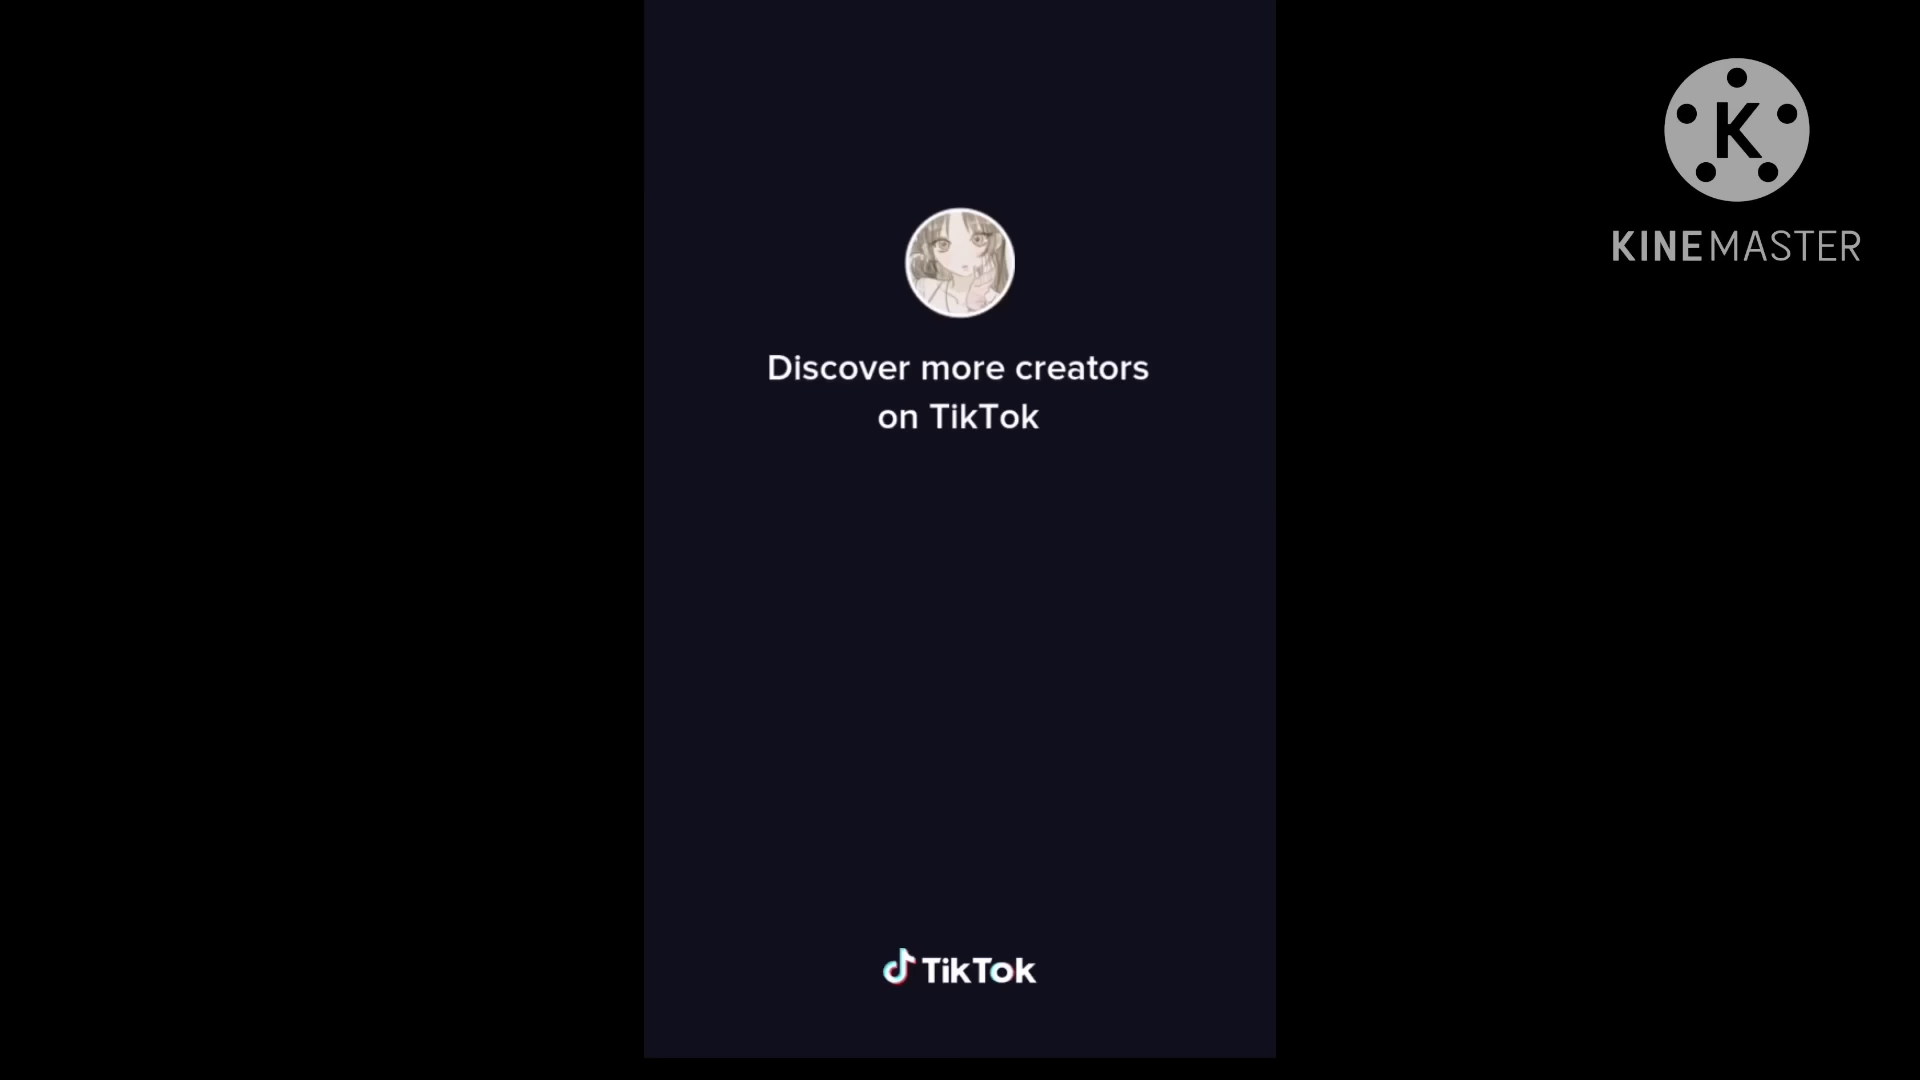 K
KINEMASTER
Discover more creators
on TikTok
TikTok